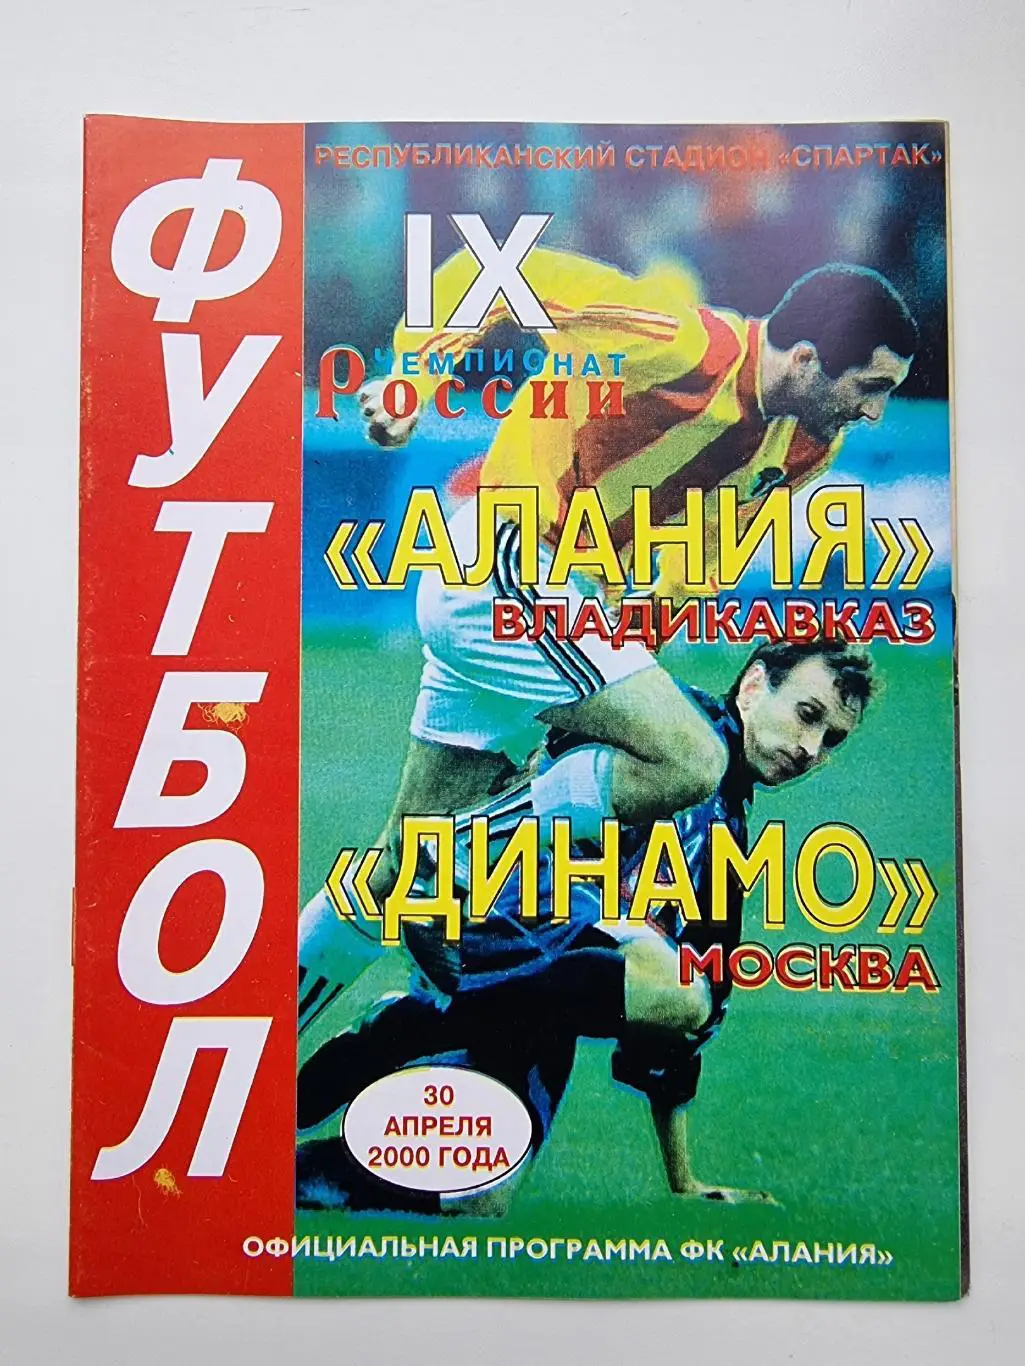 ФУТБОЛ
РЕСПУБЛИКАНСКИЙ СТАДИОН «СПАРТАК»
IX
ЧЕМПИОНАТ
РОССИИ
«АЛАНИЯ»
ВЛАДИКАВКАЗ
«ДИНАМО»
МОСКВА
30
АПРЕЛЯ
2000 ГОДА
ОФИЦИАЛЬНАЯ ПРОГРАММА ФК «АЛАНИЯ»